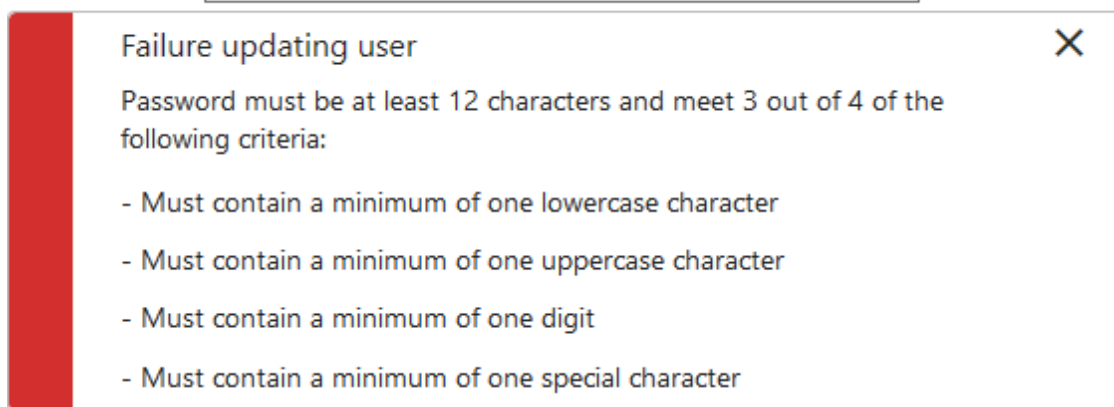 Failure updating user
Password must be at least 12 characters and meet 3 out of 4 of the
following criteria:
- Must contain a minimum of one lowercase character
- Must contain a minimum of one uppercase character
- Must contain a minimum of one digit
- Must contain a minimum of one special character